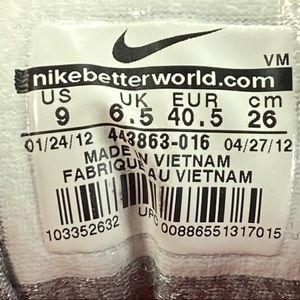 VM
nikebetterworld.com
US UK EUR cm
9 6.5 40.5 26
01/24/12 443863-016 04/27/12
MADE IN VIETNAM
FABRIQUE AU VIETNAM
103352632 UPC 00886551317015